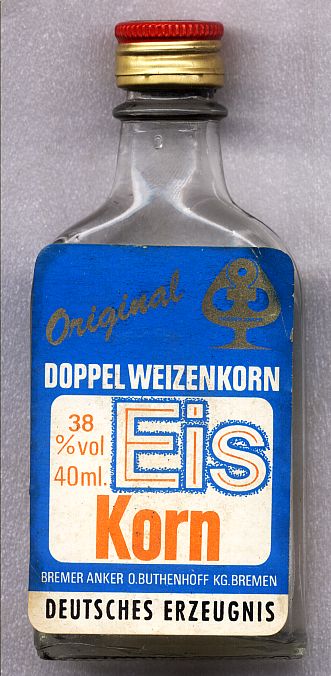 Original
DOPPELWEIZENKORN
38
%vol
40ml.
Eis
Korn
BREMER ANKER O.BUTHENHOFF KG.BREMEN
DEUTSCHES ERZEUGNIS